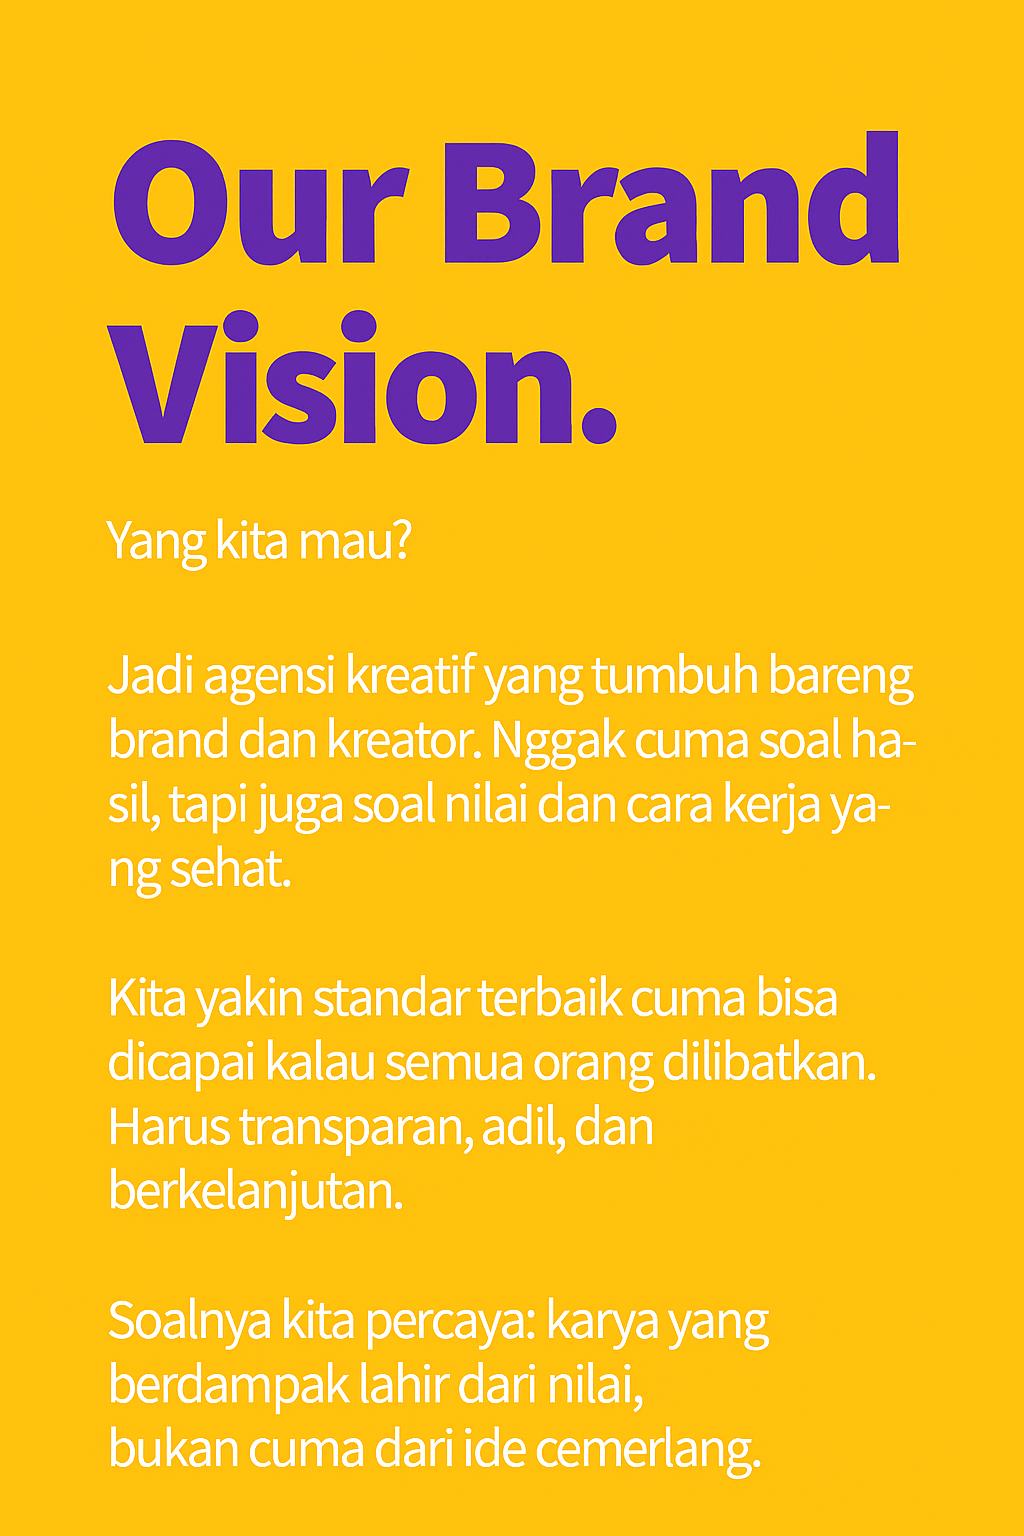 Our Brand
Vision.
Yang kita mau?
Jadi agensi kreatif yang tumbuh bareng
brand dan kreator. Nggak cuma soal ha-
sil, tapi juga soal nilai dan cara kerja ya-
ng sehat.
Kita yakin standar terbaik cuma bisa
dicapai kalau semua orang dilibatkan.
Harus transparan, adil, dan
berkelanjutan.
Soalnya kita percaya: karya yang
berdampak lahir dari nilai,
bukan cuma dari ide cemerlang.